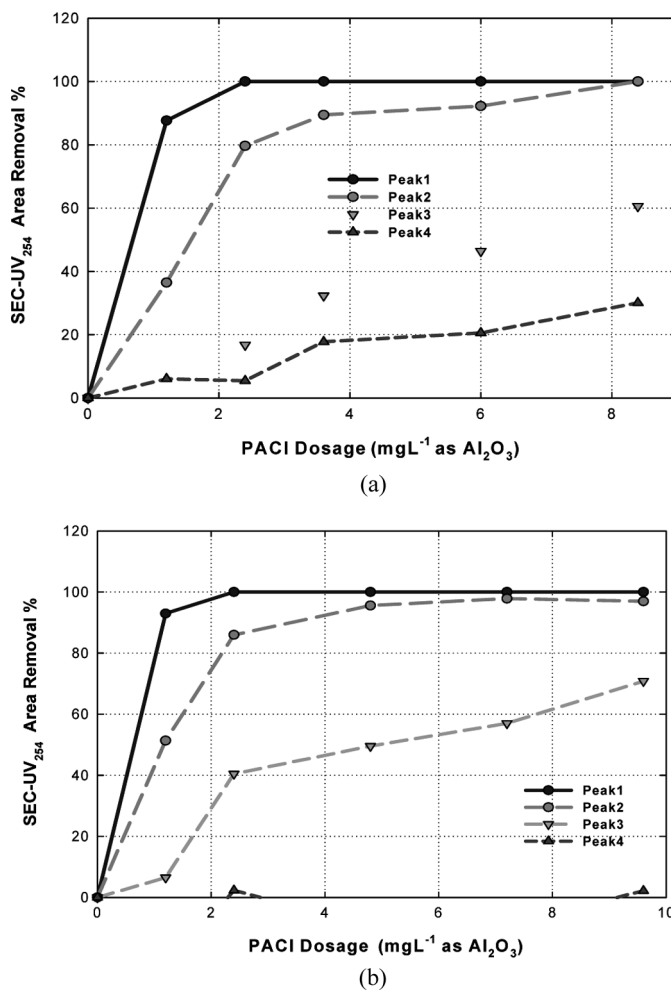 120
100
80
60
40
20
0
SEC-UV254 Area Removal %
Peak1
Peak2
Peak3
Peak4
0 2 4 6 8
PACl Dosage (mgL-1 as Al2O3)
(a)
120
100
80
60
40
20
0
SEC-UV254 Area Removal %
Peak1
Peak2
Peak3
Peak4
0 2 4 6 8 10
PACl Dosage (mgL-1 as Al2O3)
(b)